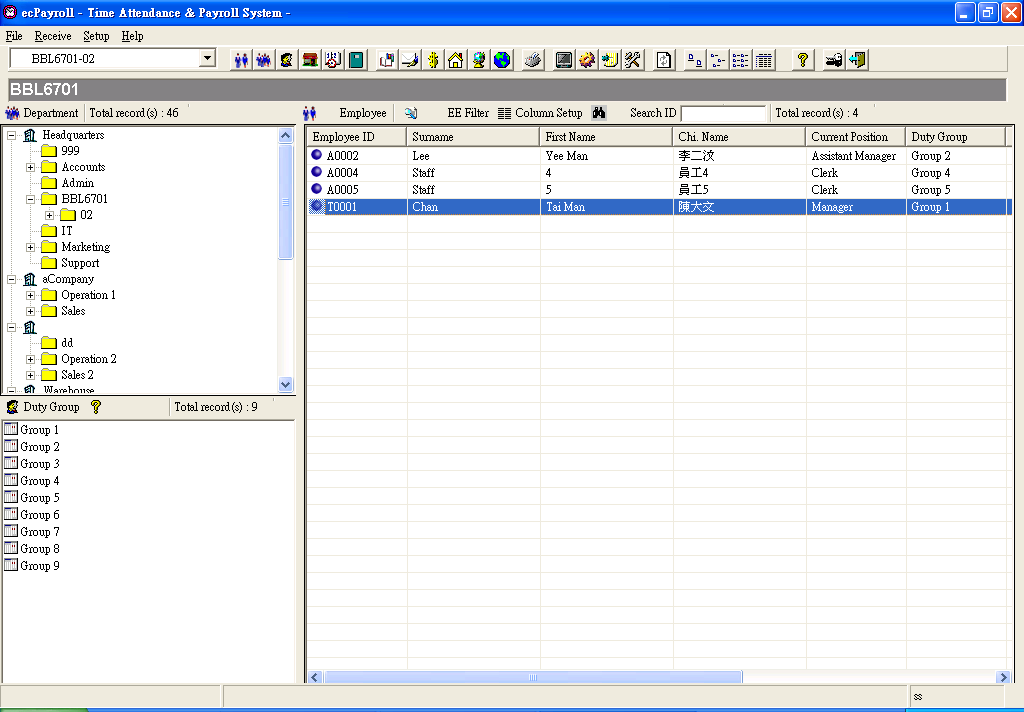 ecPayroll - Time Attendance & Payroll System -
File Receive Setup Help
BBL6701-02
BBL6701
Department Total record(s) : 46
Employee EE Filter Column Setup Search ID Total record(s) : 4
Headquarters
999
Accounts
Admin
BBL6701
02
IT
Marketing
Support
aCompany
Operation 1
Sales
dd
Operation 2
Sales 2
Warehouse
Employee ID Surname First Name Chi. Name Current Position Duty Group
A0002 Lee Yee Man 李二汶 Assistant Manager Group 2
A0004 Staff 4 員工4 Clerk Group 4
A0005 Staff 5 員工5 Clerk Group 5
T0001 Chan Tai Man 陳大文 Manager Group 1
Duty Group Total record(s) : 9
Group 1
Group 2
Group 3
Group 4
Group 5
Group 6
Group 7
Group 8
Group 9
ss